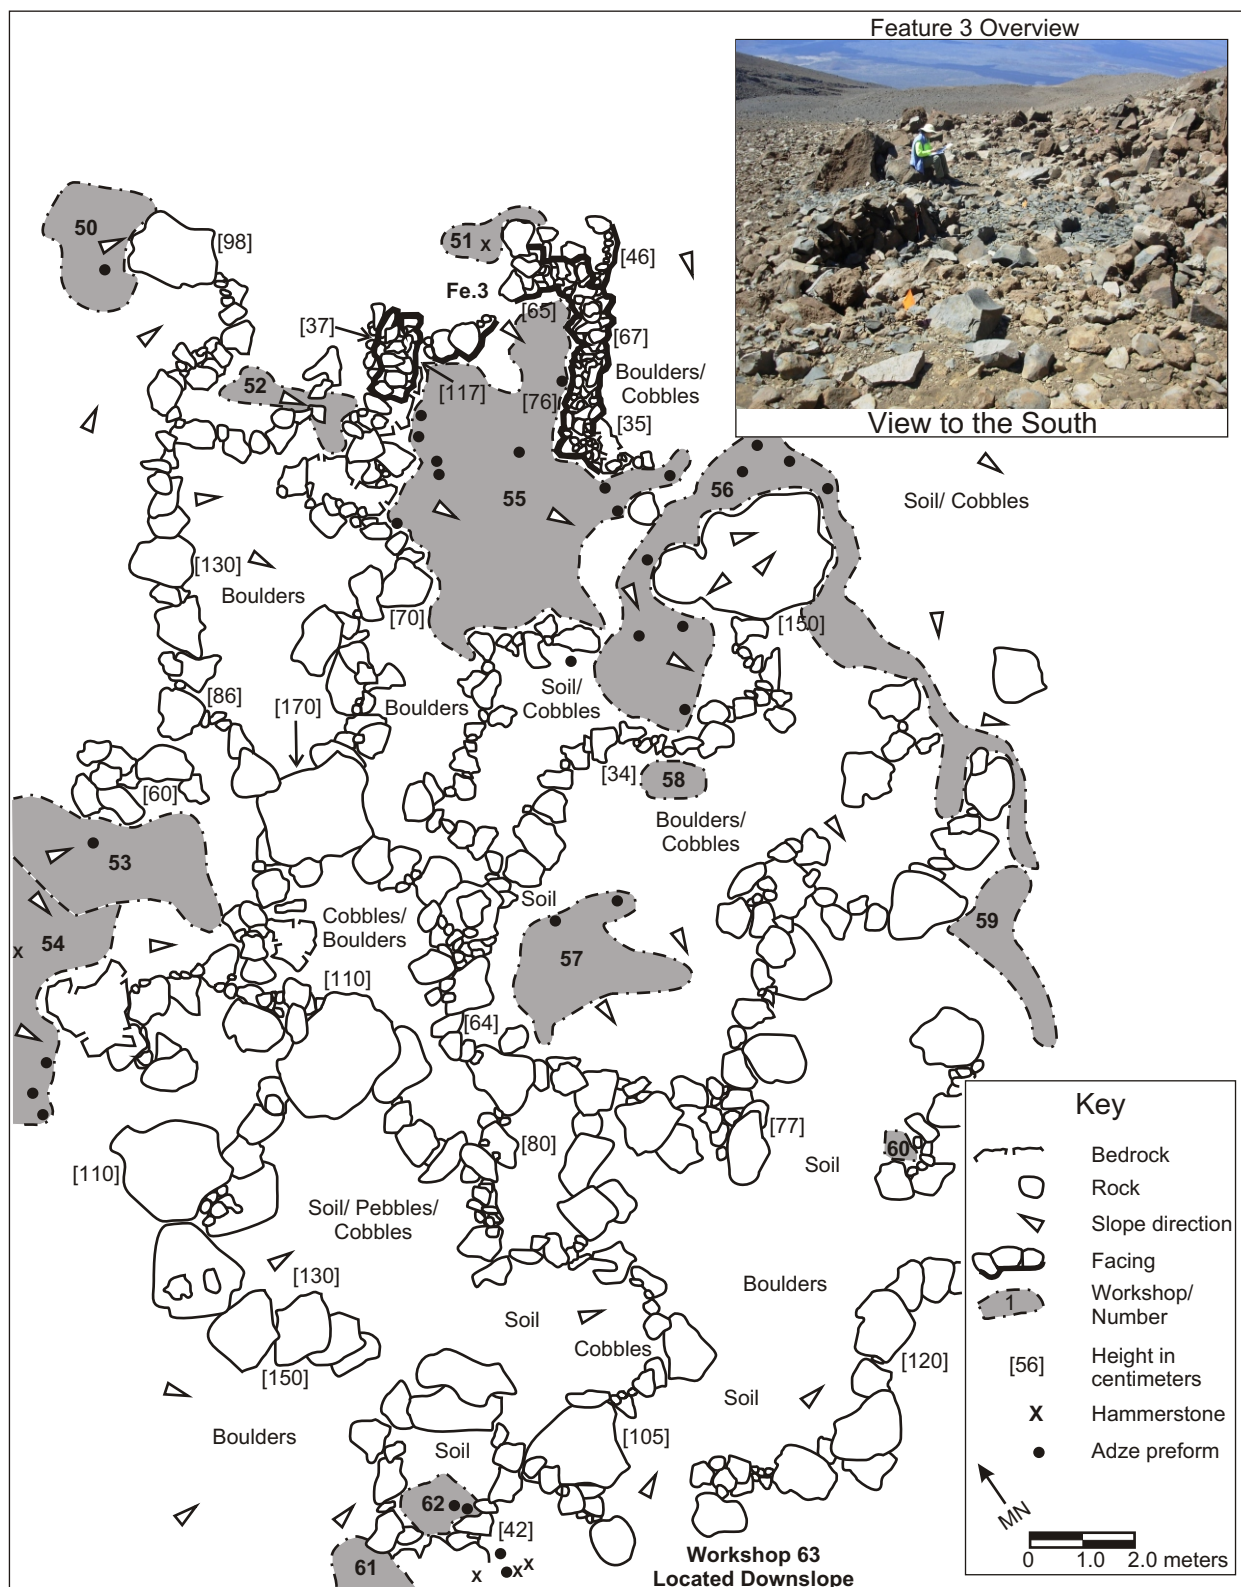 Feature 3 Overview
View to the South
50
[98]
51 x
[46]
Fe.3
[65]
[37]
[67]
Boulders/
Cobbles
[117]
[76]
52
[35]
55
56
Soil/ Cobbles
[130]
Boulders
[70]
[150]
Soil/
Cobbles
Boulders
[86]
[170]
[34]
58
[60]
Boulders/
Cobbles
53
Soil
Cobbles/
Boulders
59
54
x
57
[110]
[64]
[77]
[80]
60
Soil
[110]
Soil/ Pebbles/
Cobbles
[130]
Boulders
Soil
Cobbles
[120]
[150]
Soil
Boulders
Soil
[105]
62
[42]
x x x
61
Workshop 63
Located Downslope
Key
Bedrock
Rock
Slope direction
Facing
1
Workshop/
Number
[56]
Height in
centimeters
X
Hammerstone
Adze preform
MN
0 1.0 2.0 meters